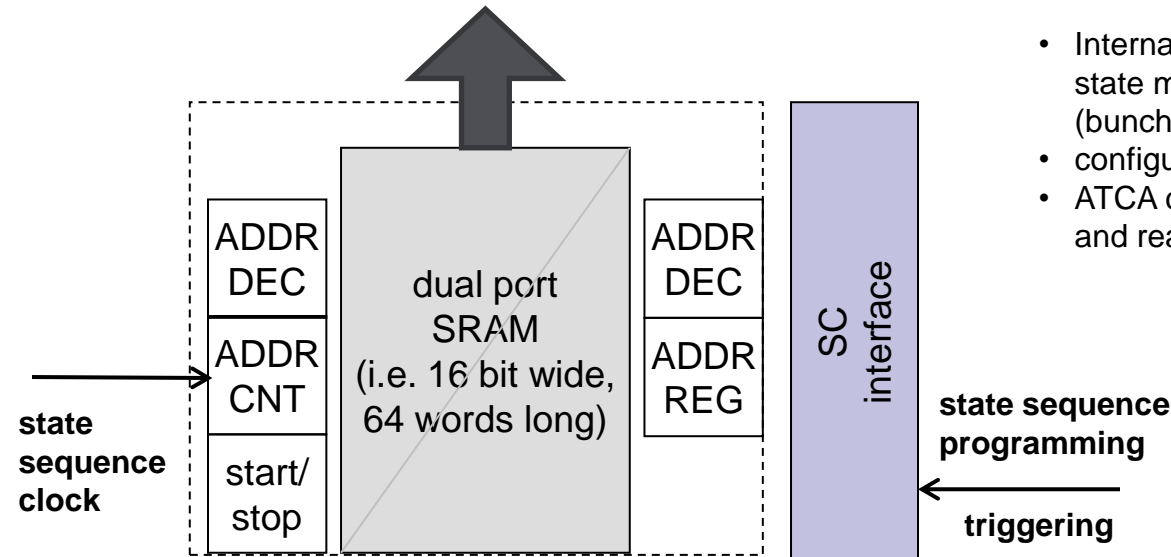 • Interna
state m
(bunch
• configu
• ATCA
and rea
ADDR
DEC
ADDR
CNT
start/
stop
dual port
SRAM
(i.e. 16 bit wide,
64 words long)
ADDR
DEC
ADDR
REG
SC
interface
state
sequence
clock
state sequence
programming
triggering